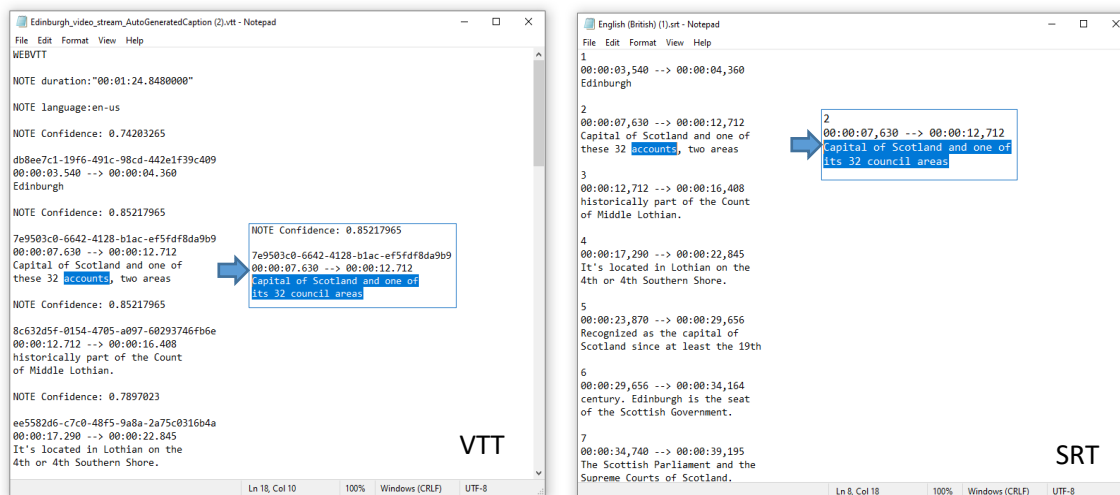 Edinburgh_video_stream_AutoGeneratedCaption (2).vtt - Notepad
File Edit Format View Help
WEBVTT
NOTE duration:"00:01:24.8480000"
NOTE language:en-us
NOTE Confidence: 0.74203265
db8ee7c1-19f6-491c-98cd-442e1f39c409
00:00:03.540 --> 00:00:04.360
Edinburgh
NOTE Confidence: 0.85217965
7e9503c0-6642-4128-b1ac-ef5fdf8da9b9
00:00:07.630 --> 00:00:12.712
Capital of Scotland and one of
these 32 accounts, two areas
NOTE Confidence: 0.85217965
8c632d5f-0154-4705-a097-60293746fb6e
00:00:12.712 --> 00:00:16.408
historically part of the Count
of Middle Lothian.
NOTE Confidence: 0.7897023
ee5582d6-c7c0-48f5-9a8a-2a75c0316b4a
00:00:17.290 --> 00:00:22.845
It's located in Lothian on the
4th or 4th Southern Shore.
NOTE Confidence: 0.85217965
7e9503c0-6642-4128-b1ac-ef5fdf8da9b9
00:00:07.630 --> 00:00:12.712
Capital of Scotland and one of
its 32 council areas
VTT
Ln 18, Col 10 100% Windows (CRLF) UTF-8
English (British) (1).srt - Notepad
File Edit Format View Help
1
00:00:03,540 --> 00:00:04,360
Edinburgh
2
00:00:07,630 --> 00:00:12,712
Capital of Scotland and one of
these 32 accounts, two areas
3
00:00:12,712 --> 00:00:16,408
historically part of the Count
of Middle Lothian.
4
00:00:17,290 --> 00:00:22,845
It's located in Lothian on the
4th or 4th Southern Shore.
5
00:00:23,870 --> 00:00:29,656
Recognized as the capital of
Scotland since at least the 19th
6
00:00:29,656 --> 00:00:34,164
century. Edinburgh is the seat
of the Scottish Government.
7
00:00:34,740 --> 00:00:39,195
The Scottish Parliament and the
Supreme Courts of Scotland.
2
00:00:07,630 --> 00:00:12,712
Capital of Scotland and one of
its 32 council areas
SRT
Ln 8, Col 18 100% Windows (CRLF) UTF-8